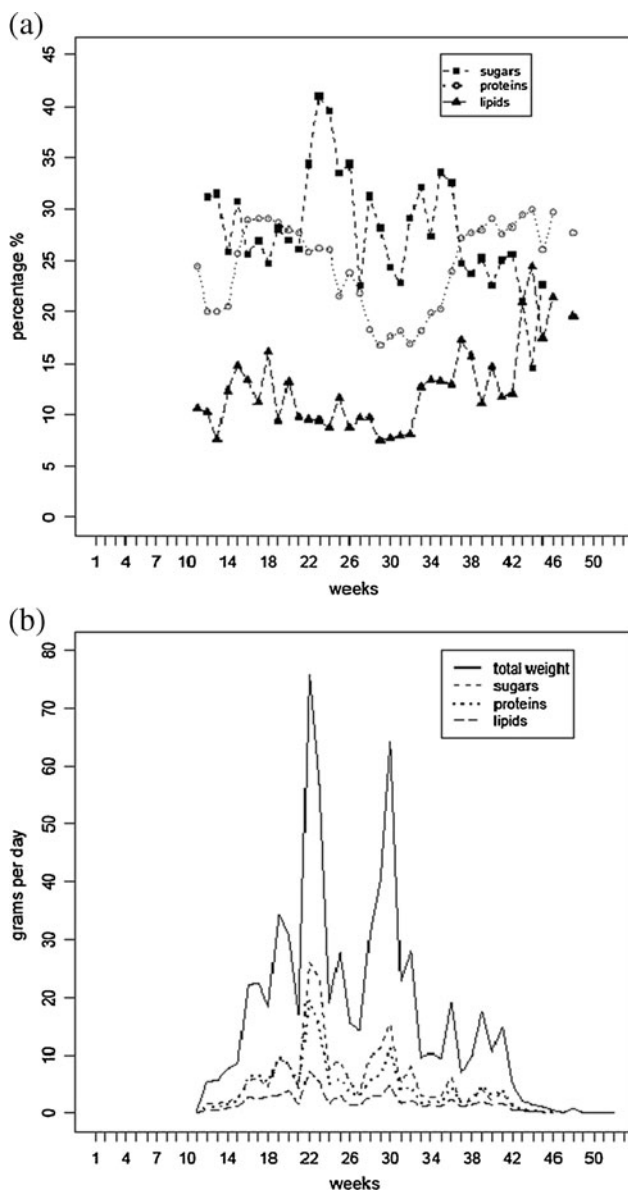 (a)
45
40
35
30
25
20
15
10
5
0
percentage %
sugars
proteins
lipids
1 4 7 10 14 18 22 26 30 34 38 42 46 50
weeks
(b)
80
70
60
50
40
30
20
10
0
grams per day
total weight
sugars
proteins
lipids
1 4 7 10 14 18 22 26 30 34 38 42 46 50
weeks